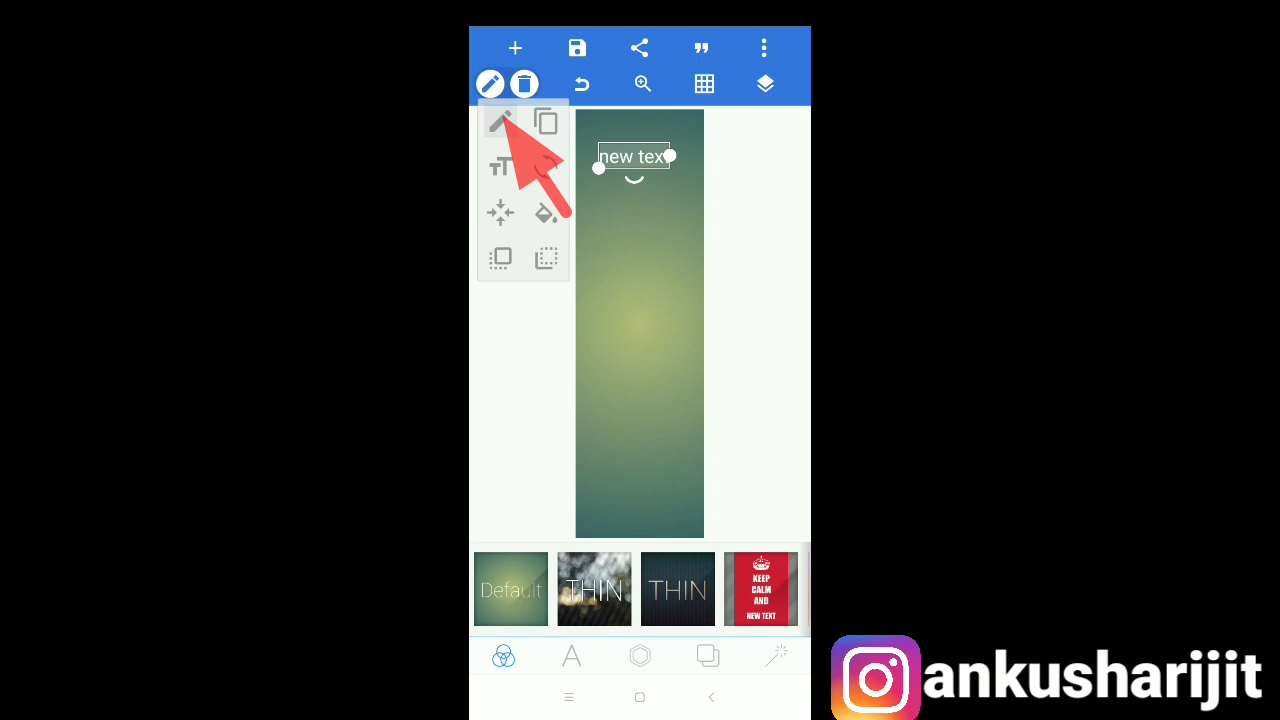 new tex
Default
THIN
THIN
KEEP
CALM
AND
NEW TEXT
ankusharijit